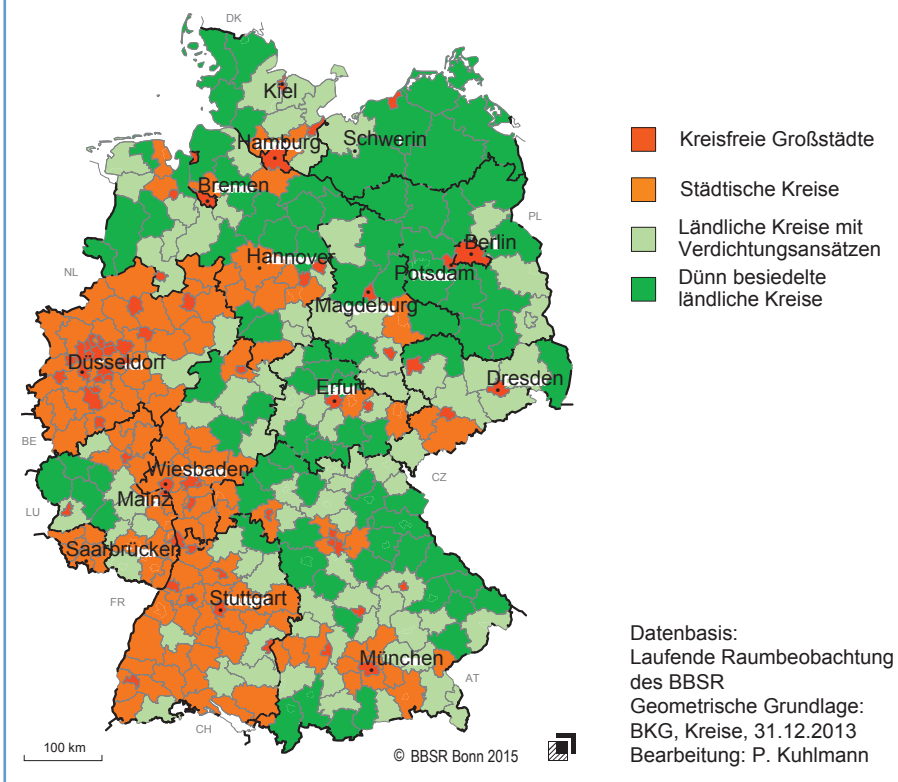 DK
Kiel
Hamburg
Schwerin
Bremen
PL
Berlin
Hannover
Potsdam
NL
Magdeburg
Düsseldorf
Erfurt
Dresden
BE
Wiesbaden
CZ
Mainz
LU
Saarbrücken
FR
Stuttgart
München
AT
CH
100 km
© BBSR Bonn 2015
Kreisfreie Großstädte
Städtische Kreise
Ländliche Kreise mit
Verdichtungsansätzen
Dünn besiedelte
ländliche Kreise
Datenbasis:
Laufende Raumbeobachtung
des BBSR
Geometrische Grundlage:
BKG, Kreise, 31.12.2013
Bearbeitung: P. Kuhlmann